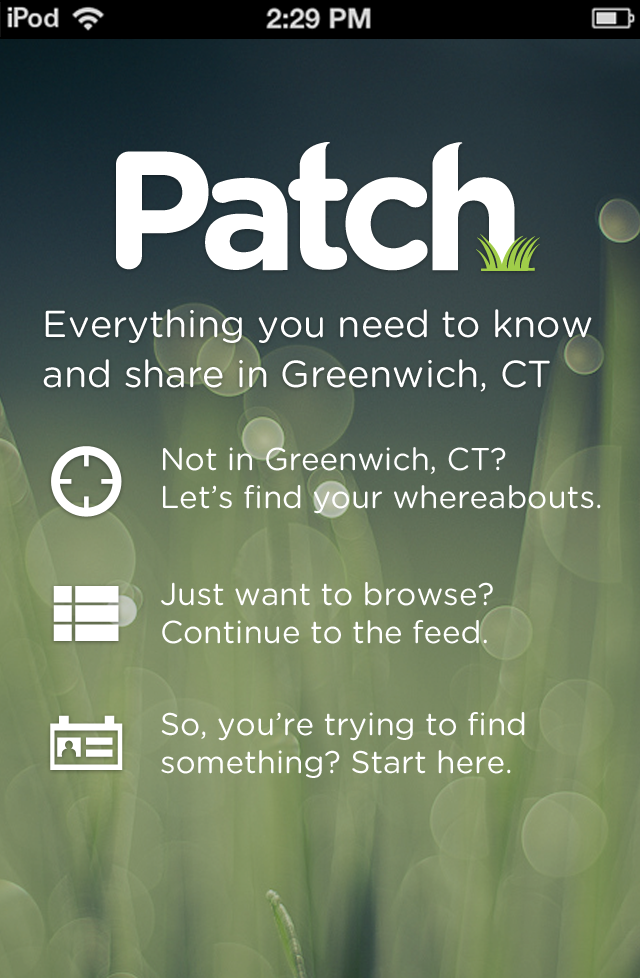 iPod 2:29 PM
Patch
Everything you need to know
and share in Greenwich, CT
Not in Greenwich, CT?
Let’s find your whereabouts.
Just want to browse?
Continue to the feed.
So, you’re trying to find
something? Start here.